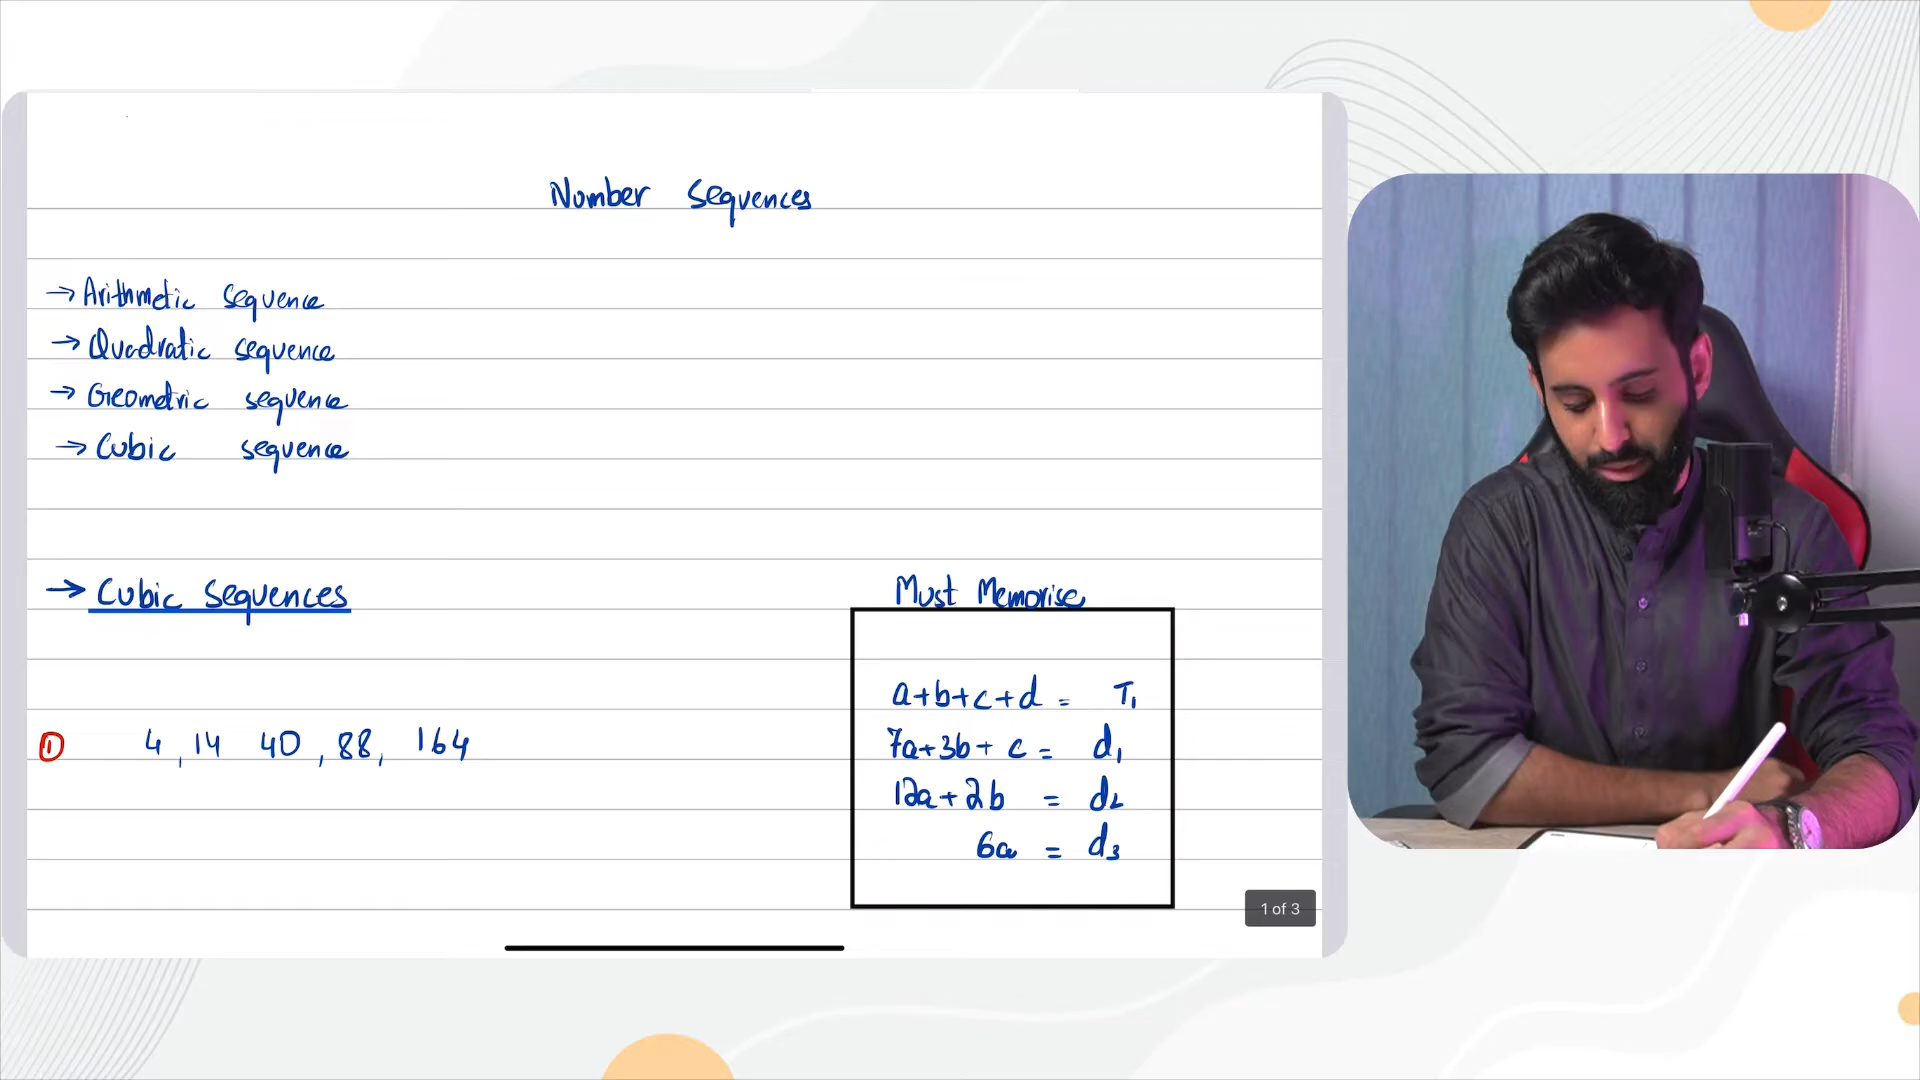 Number Sequences
→ Arithmetic sequence
→ Quadratic sequence
→ Geometric sequence
→ Cubic sequence
→ Cubic Sequences
Must Memorise
a+b+c+d = T₁
7a+3b+c = d₁
12a+2b = d₂
6a = d₃
① 4, 14 40, 88, 164
1 of 3